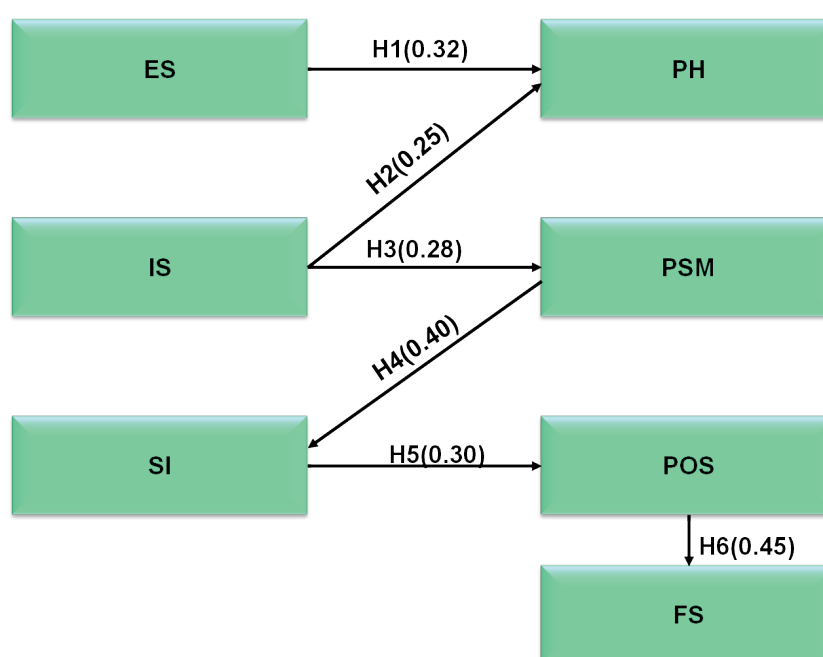 ES
H1(0.32)
PH
H2(0.25)
IS
H3(0.28)
PSM
H4(0.40)
SI
H5(0.30)
POS
H6(0.45)
FS